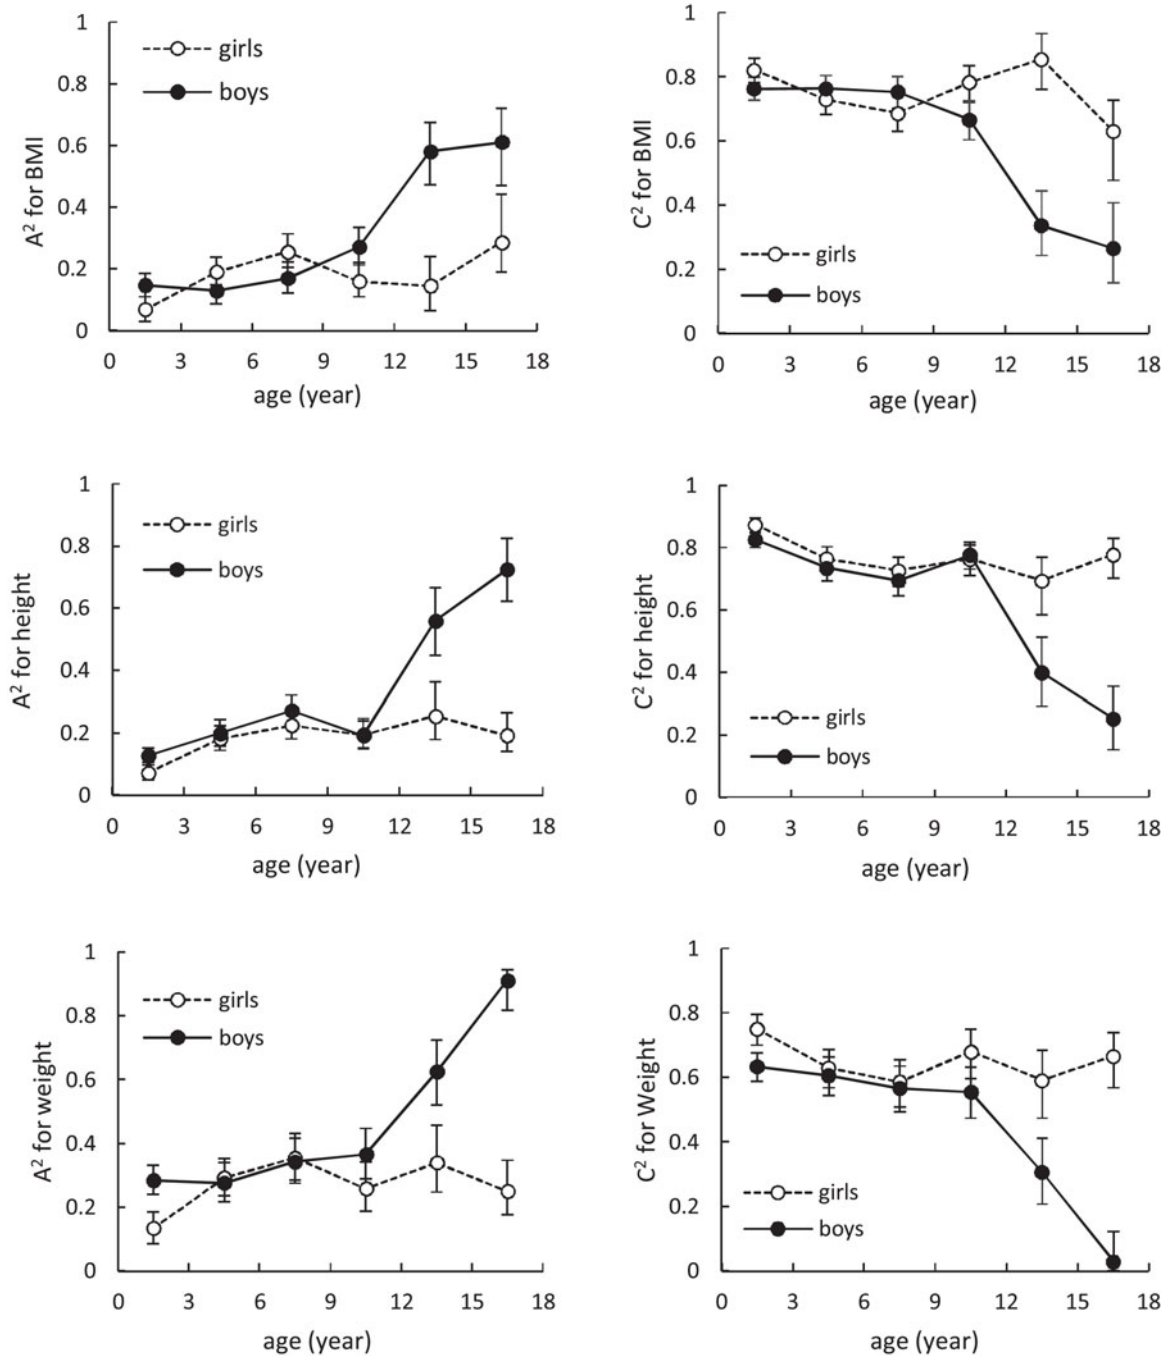 1
0.8
0.6
0.4
0.2
0
A² for BMI
girls
boys
0 3 6 9 12 15 18
age (year)
1
0.8
0.6
0.4
0.2
0
C² for BMI
girls
boys
0 3 6 9 12 15 18
age (year)
1
0.8
0.6
0.4
0.2
0
A² for height
girls
boys
0 3 6 9 12 15 18
age (year)
1
0.8
0.6
0.4
0.2
0
C² for height
girls
boys
0 3 6 9 12 15 18
age (year)
1
0.8
0.6
0.4
0.2
0
A² for weight
girls
boys
0 3 6 9 12 15 18
age (year)
1
0.8
0.6
0.4
0.2
0
C² for Weight
girls
boys
0 3 6 9 12 15 18
age (year)